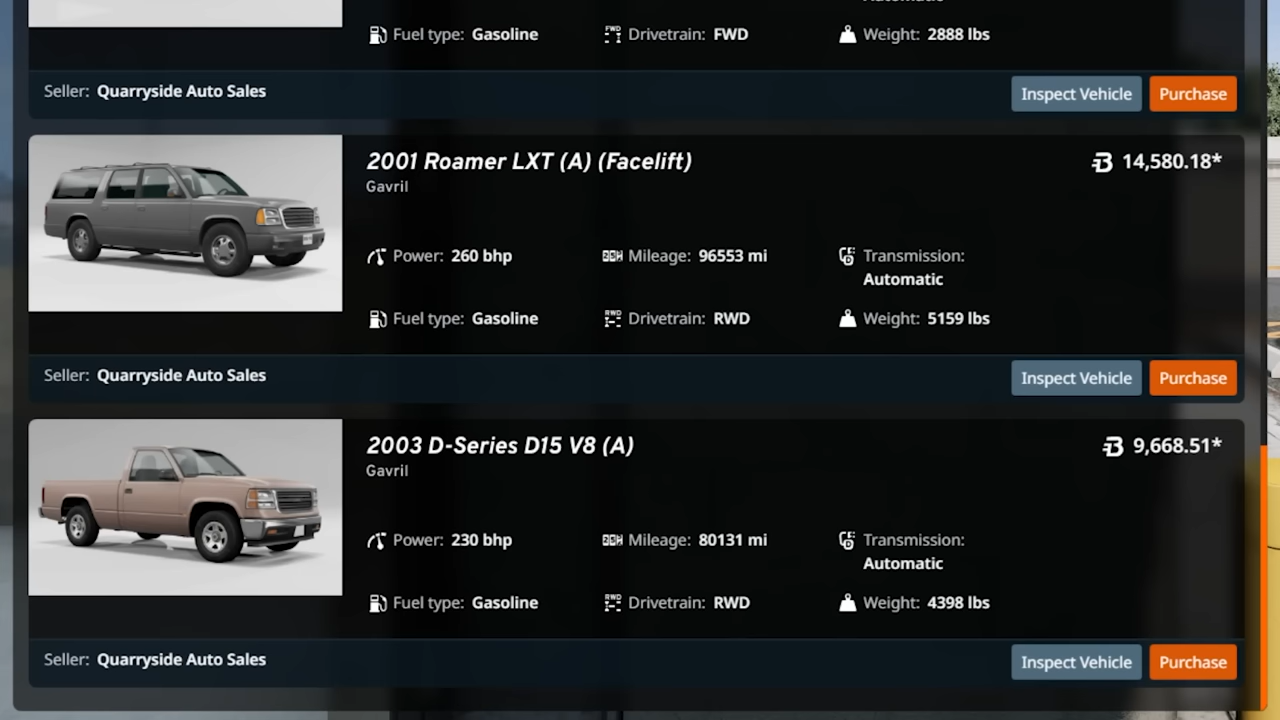 Fuel type: Gasoline Drivetrain: FWD Weight: 2888 lbs
Seller: Quarryside Auto Sales Inspect Vehicle Purchase
2001 Roamer LXT (A) (Facelift) 14,580.18*
Gavril
Power: 260 bhp Mileage: 96553 mi Transmission:
Automatic
Fuel type: Gasoline RWD Drivetrain: RWD Weight: 5159 lbs
Seller: Quarryside Auto Sales Inspect Vehicle Purchase
2003 D-Series D15 V8 (A) 9,668.51*
Gavril
Power: 230 bhp Mileage: 80131 mi Transmission:
Automatic
Fuel type: Gasoline RWD Drivetrain: RWD Weight: 4398 lbs
Seller: Quarryside Auto Sales Inspect Vehicle Purchase